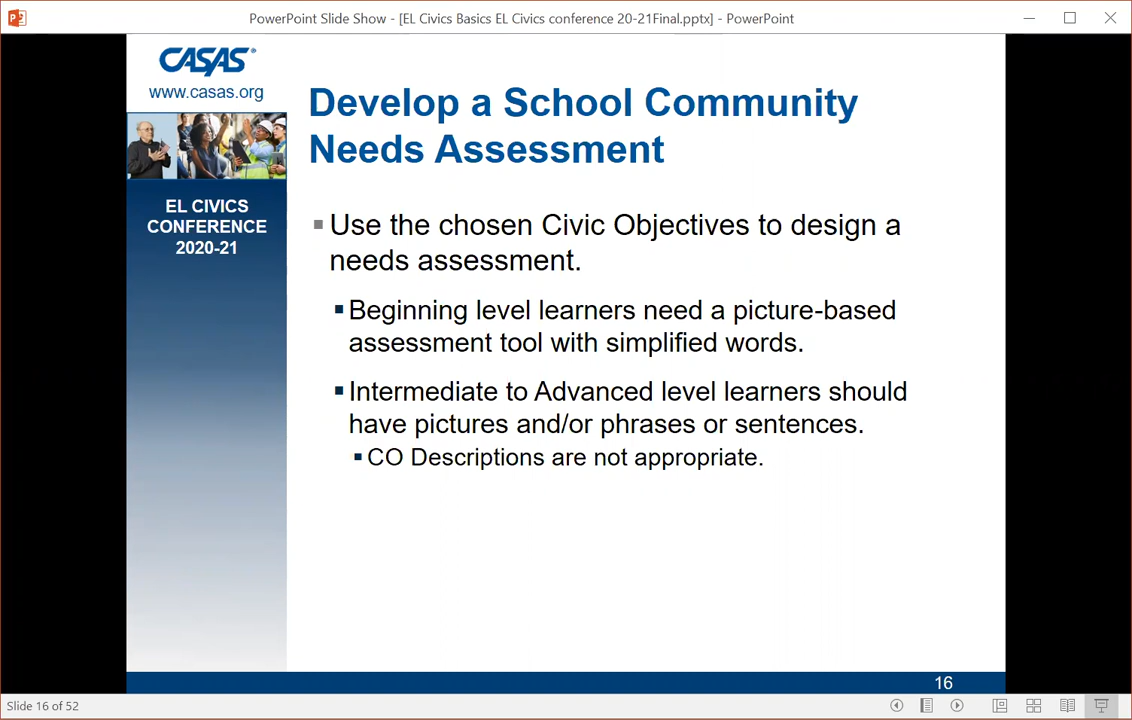 PowerPoint Slide Show - [EL Civics Basics EL Civics conference 20-21Final.pptx] - PowerPoint
CASAS®
www.casas.org
EL CIVICS
CONFERENCE
2020-21
Develop a School Community
Needs Assessment
Use the chosen Civic Objectives to design a
needs assessment.
Beginning level learners need a picture-based
assessment tool with simplified words.
Intermediate to Advanced level learners should
have pictures and/or phrases or sentences.
CO Descriptions are not appropriate.
16
Slide 16 of 52